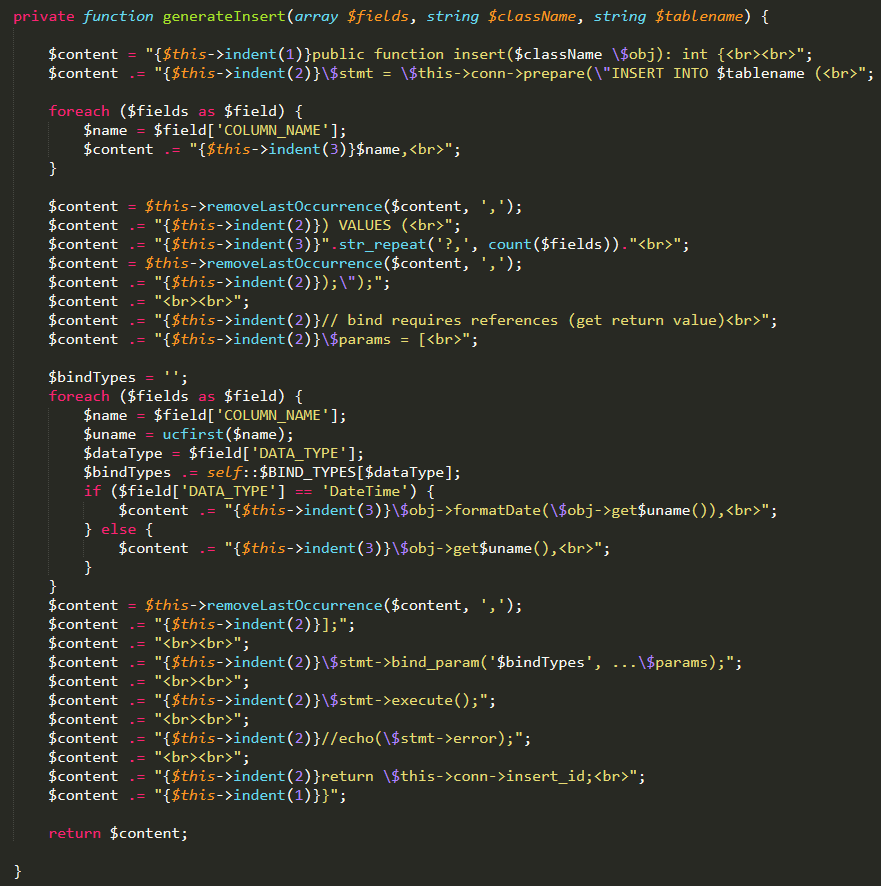 private function generateInsert(array $fields, string $className, string $tablename) {
$content = "{$this->indent(1)}public function insert($className \$obj): int {<br><br>";
$content .= "{$this->indent(2)}\$stmt = \$this->conn->prepare(\"INSERT INTO $tablename (<br>";
foreach ($fields as $field) {
$name = $field['COLUMN_NAME'];
$content .= "{$this->indent(3)}$name,<br>";
}
$content = $this->removeLastOccurrence($content, ',');
$content .= "{$this->indent(2)}) VALUES (<br>";
$content .= "{$this->indent(3)}".str_repeat('?,', count($fields))."<br>";
$content = $this->removeLastOccurrence($content, ',');
$content .= "{$this->indent(2)});\");";
$content .= "<br><br>";
$content .= "{$this->indent(2)}// bind requires references (get return value)<br>";
$content .= "{$this->indent(2)}\$params = [<br>";
$bindTypes = '';
foreach ($fields as $field) {
$name = $field['COLUMN_NAME'];
$uname = ucfirst($name);
$dataType = $field['DATA_TYPE'];
$bindTypes .= self::$BIND_TYPES[$dataType];
if ($field['DATA_TYPE'] == 'DateTime') {
$content .= "{$this->indent(3)}\$obj->formatDate(\$obj->get$uname()),<br>";
} else {
$content .= "{$this->indent(3)}\$obj->get$uname(),<br>";
}
}
$content = $this->removeLastOccurrence($content, ',');
$content .= "{$this->indent(2)}];";
$content .= "<br><br>";
$content .= "{$this->indent(2)}\$stmt->bind_param('$bindTypes', ...\$params);";
$content .= "<br><br>";
$content .= "{$this->indent(2)}\$stmt->execute();";
$content .= "<br><br>";
$content .= "{$this->indent(2)}//echo(\$stmt->error);";
$content .= "<br><br>";
$content .= "{$this->indent(2)}return \$this->conn->insert_id;<br>";
$content .= "{$this->indent(1)}}";
return $content;
}